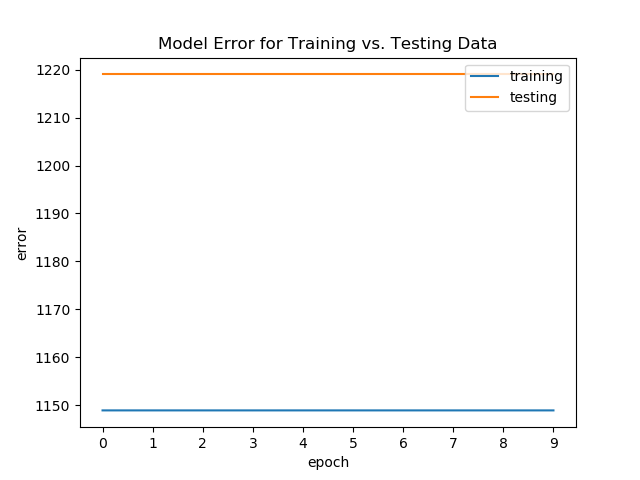 Model Error for Training vs. Testing Data
1220
1210
1200
1190
1180
1170
1160
1150
error
0 1 2 3 4 5 6 7 8 9
epoch
training
testing